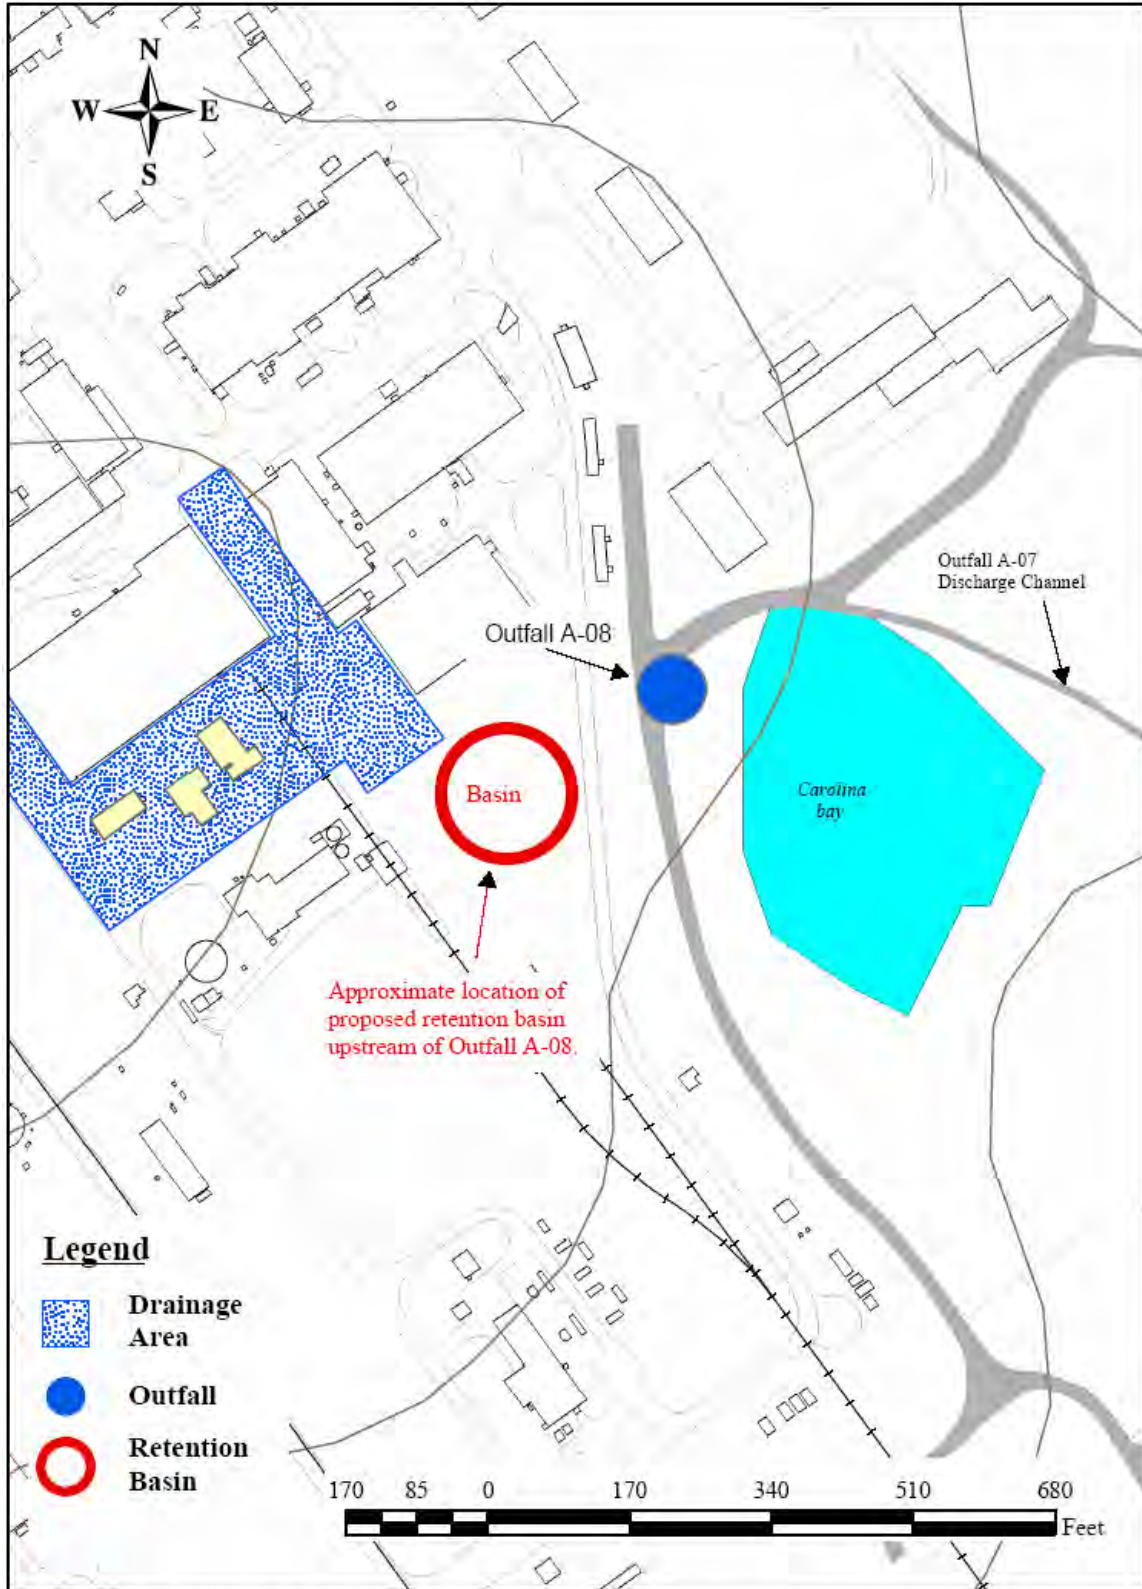 N
W E
S
Outfall A-07
Discharge Channel
Outfall A-08
Basin
Carolina
bay
Approximate location of
proposed retention basin
upstream of Outfall A-08.
Legend
Drainage
Area
Outfall
Retention
Basin
170 85 0 170 340 510 680
Feet